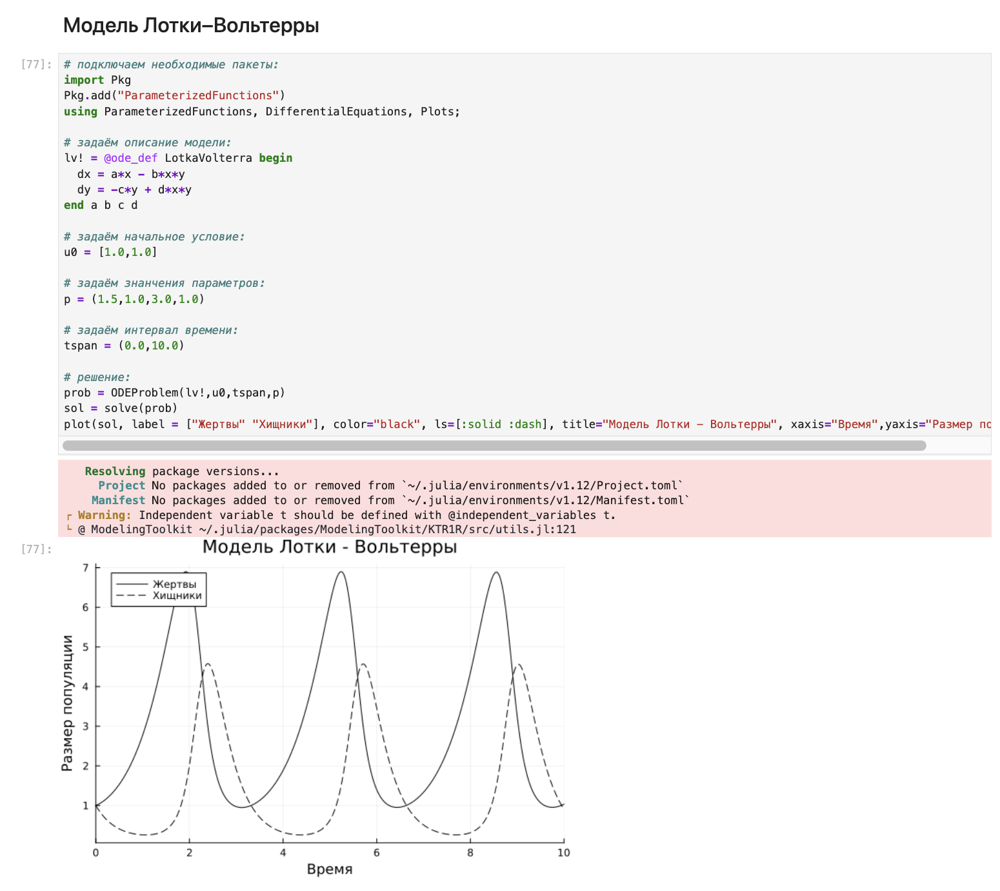 Модель Лотки–Вольтерры
[77]:
# подключаем необходимые пакеты:
import Pkg
Pkg.add("ParameterizedFunctions")
using ParameterizedFunctions, DifferentialEquations, Plots;
# задаём описание модели:
lv! = @ode_def LotkaVolterra begin
dx = a*x - b*x*y
dy = -c*y + d*x*y
end a b c d
# задаём начальное условие:
u0 = [1.0,1.0]
# задаём знанчения параметров:
p = (1.5,1.0,3.0,1.0)
# задаём интервал времени:
tspan = (0.0,10.0)
# решение:
prob = ODEProblem(lv!,u0,tspan,p)
sol = solve(prob)
plot(sol, label = ["Жертвы" "Хищники"], color="black", ls=[:solid :dash], title="Модель Лотки - Вольтерры", xaxis="Время",yaxis="Размер по
Resolving package versions...
Project No packages added to or removed from `~/.julia/environments/v1.12/Project.toml`
Manifest No packages added to or removed from `~/.julia/environments/v1.12/Manifest.toml`
┌ Warning: Independent variable t should be defined with @independent_variables t.
└ @ ModelingToolkit ~/.julia/packages/ModelingToolkit/KTR1R/src/utils.jl:121
[77]:
Модель Лотки - Вольтерры
Жертвы
Хищники
Размер популяции
7
6
5
4
3
2
1
0 2 4 6 8 10
Время